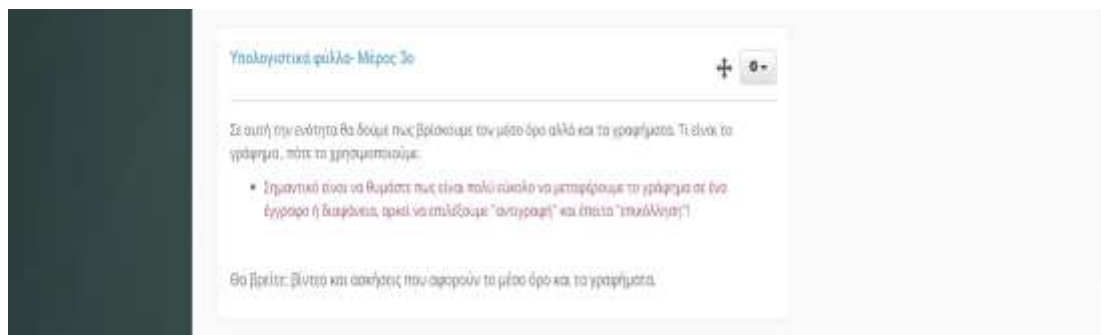 Υπολογιστικά φύλλα- Μέρος 3ο
Σε αυτή την ενότητα θα δούμε πως βρίσκουμε τον μέσο όρο αλλά και τα γραφήματα. Τι είναι το
γράφημα, πότε το χρησιμοποιούμε.
• Σημαντικό είναι να θυμάστε πως είναι πολύ εύκολο να μεταφέρουμε το γράφημα σε ένα
έγγραφο ή διαφάνεια, αρκεί να επιλέξουμε "αντιγραφή" και έπειτα "επικόλληση"!
Θα βρείτε: βίντεο και ασκήσεις που αφορούν το μέσο όρο και τα γραφήματα.